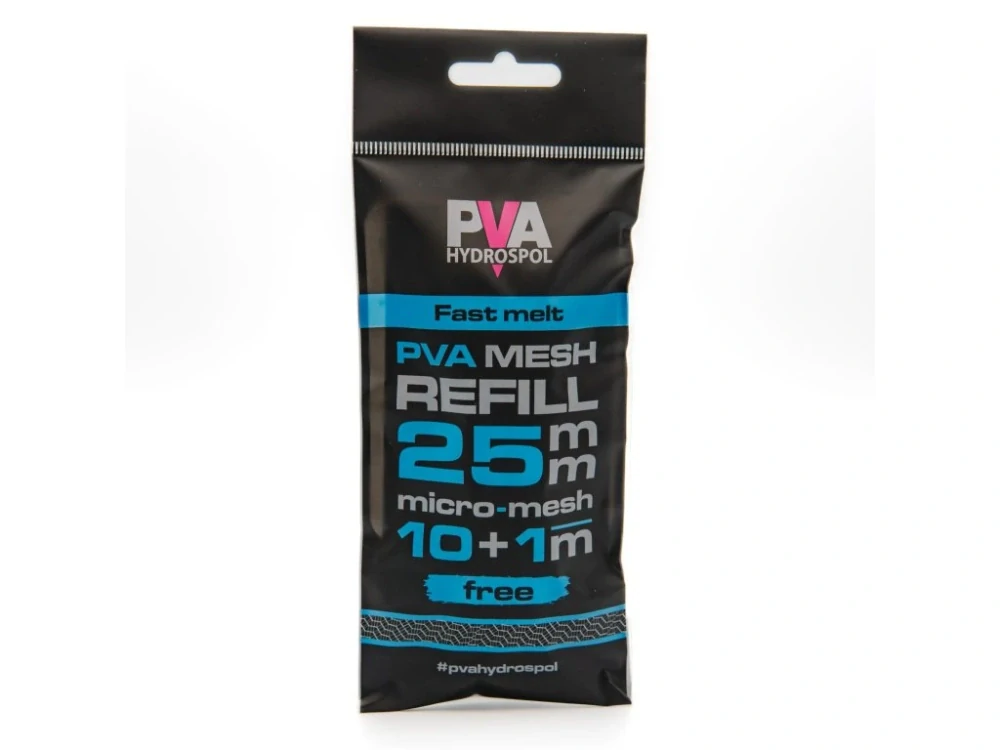 PVA
HYDROSPOL
Fast melt
PVA MESH
REFILL
25mm
micro-mesh
10+1m
free
#pvahydrospol